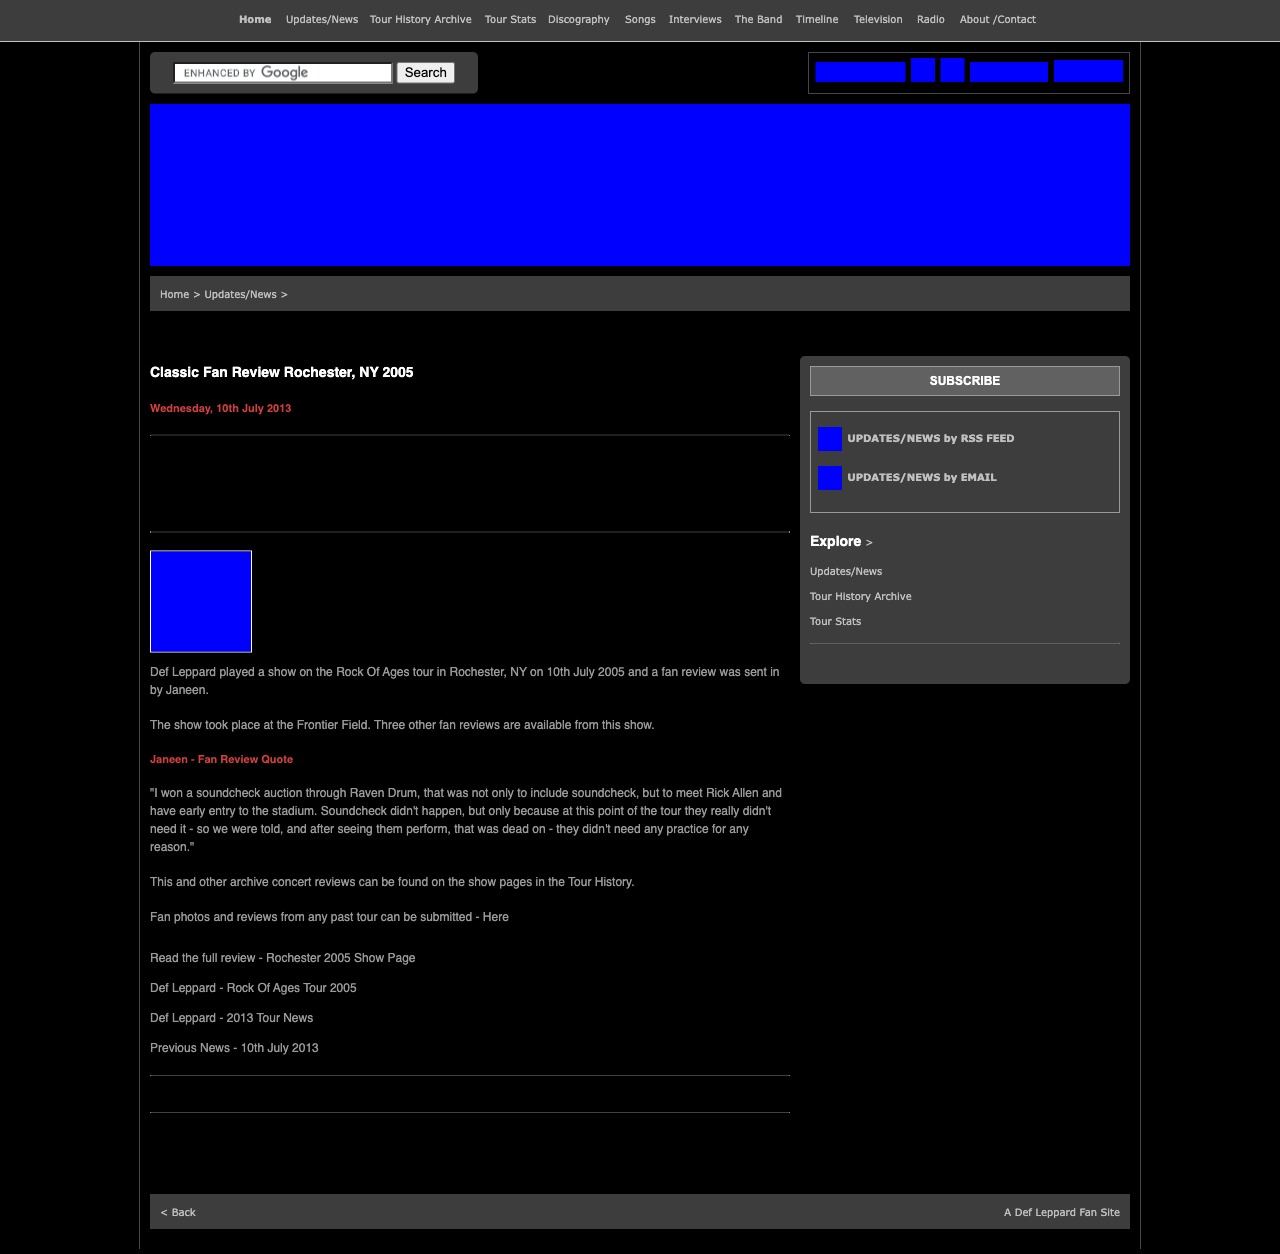 Home Updates/News Tour History Archive Tour Stats Discography Songs Interviews The Band Timeline Television Radio About /Contact
ENHANCED BY Google Search
Home > Updates/News >
Classic Fan Review Rochester, NY 2005
Wednesday, 10th July 2013
Def Leppard played a show on the Rock Of Ages tour in Rochester, NY on 10th July 2005 and a fan review was sent in
by Janeen.
The show took place at the Frontier Field. Three other fan reviews are available from this show.
Janeen - Fan Review Quote
"I won a soundcheck auction through Raven Drum, that was not only to include soundcheck, but to meet Rick Allen and
have early entry to the stadium. Soundcheck didn't happen, but only because at this point of the tour they really didn't
need it - so we were told, and after seeing them perform, that was dead on - they didn't need any practice for any
reason."
This and other archive concert reviews can be found on the show pages in the Tour History.
Fan photos and reviews from any past tour can be submitted - Here
Read the full review - Rochester 2005 Show Page
Def Leppard - Rock Of Ages Tour 2005
Def Leppard - 2013 Tour News
Previous News - 10th July 2013
SUBSCRIBE
UPDATES/NEWS by RSS FEED
UPDATES/NEWS by EMAIL
Explore >
Updates/News
Tour History Archive
Tour Stats
< Back
A Def Leppard Fan Site